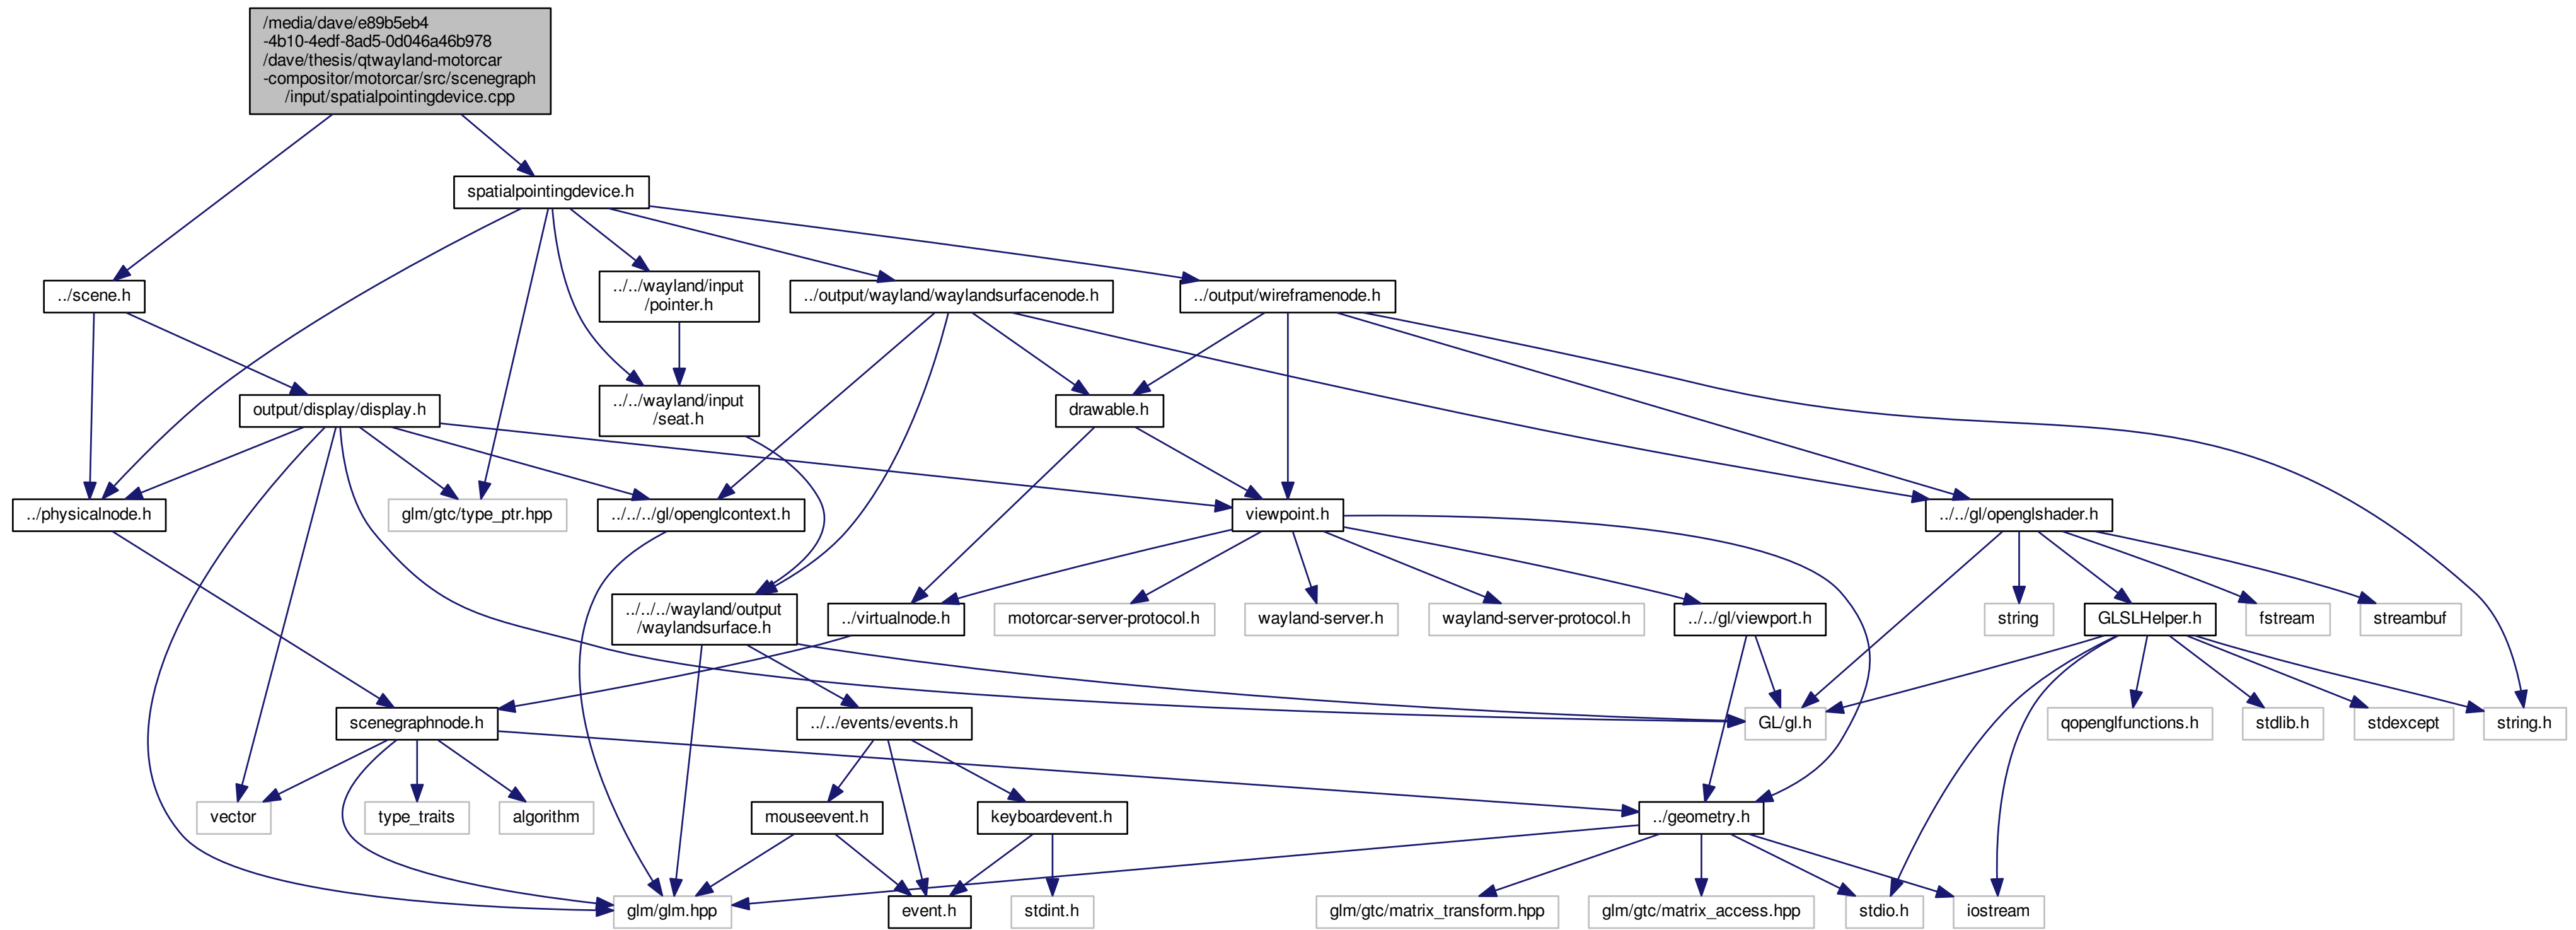 /media/dave/e89b5eb4
-4b10-4edf-8ad5-0d046a46b978
/dave/thesis/qtwayland-motorcar
-compositor/motorcar/src/scenegraph
/input/spatialpointingdevice.cpp
spatialpointingdevice.h
../scene.h
../../wayland/input
/pointer.h
../output/wayland/waylandsurfacenode.h
../output/wireframenode.h
output/display/display.h
../../wayland/input
/seat.h
drawable.h
../physicalnode.h
glm/gtc/type_ptr.hpp
../../../gl/openglcontext.h
viewpoint.h
../../gl/openglshader.h
../../../wayland/output
/waylandsurface.h
../virtualnode.h
motorcar-server-protocol.h
wayland-server.h
wayland-server-protocol.h
../../gl/viewport.h
string
GLSLHelper.h
fstream
streambuf
scenegraphnode.h
../../events/events.h
GL/gl.h
qopenglfunctions.h
stdlib.h
stdexcept
string.h
vector
type_traits
algorithm
mouseevent.h
keyboardevent.h
../geometry.h
glm/glm.hpp
event.h
stdint.h
glm/gtc/matrix_transform.hpp
glm/gtc/matrix_access.hpp
stdio.h
iostream